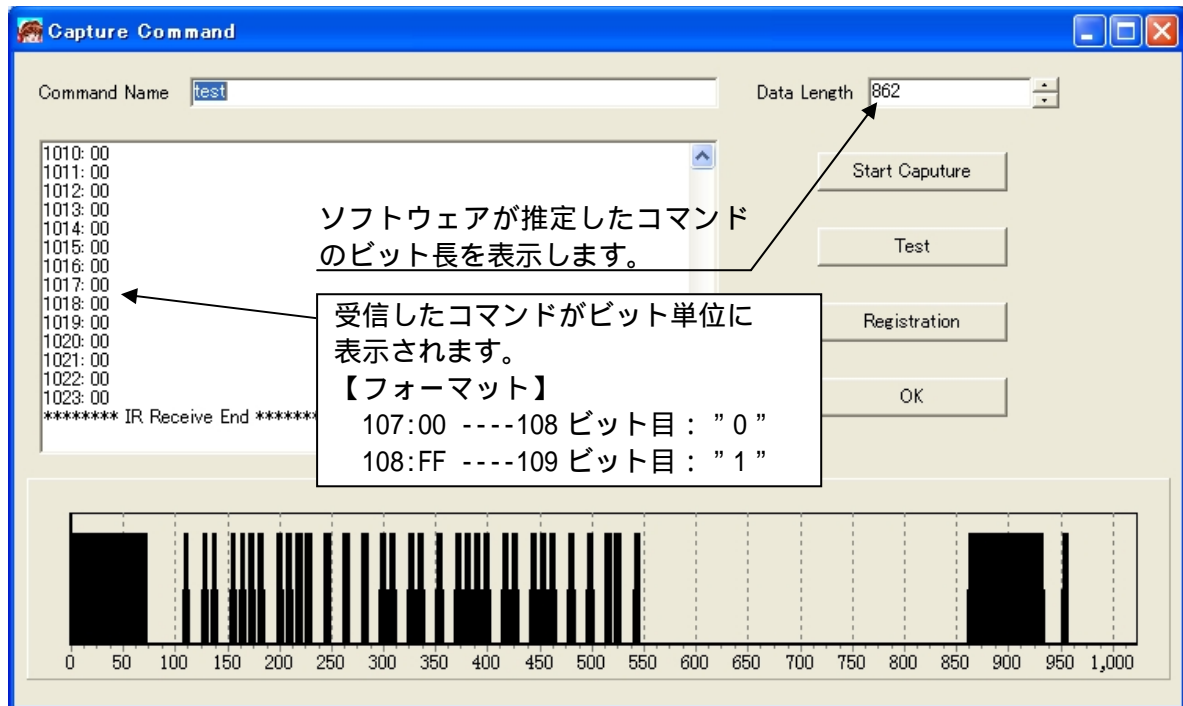 Capture Command
Command Name test Data Length 862
1010: 00
1011: 00
1012: 00
1013: 00
1014: 00
1015: 00
1016: 00
1017: 00
1018: 00
1019: 00
1020: 00
1021: 00
1022: 00
1023: 00
******** IR Receive End *******
ソフトウェアが推定したコマンド
のビット長を表示します。
受信したコマンドがビット単位に
表示されます。
【フォーマット】
107:00 ----108 ビット目： ”0”
108:FF ----109 ビット目： ”1”
Start Caputure
Test
Registration
OK
0 50 100 150 200 250 300 350 400 450 500 550 600 650 700 750 800 850 900 950 1,000